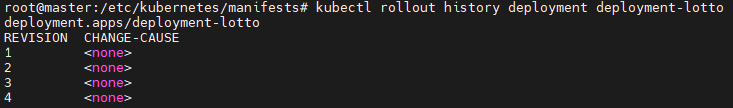 root@master:/etc/kubernetes/manifests# kubectl rollout history deployment deployment-lotto
deployment.apps/deployment-lotto
REVISION  CHANGE-CAUSE
1         <none>
2         <none>
3         <none>
4         <none>